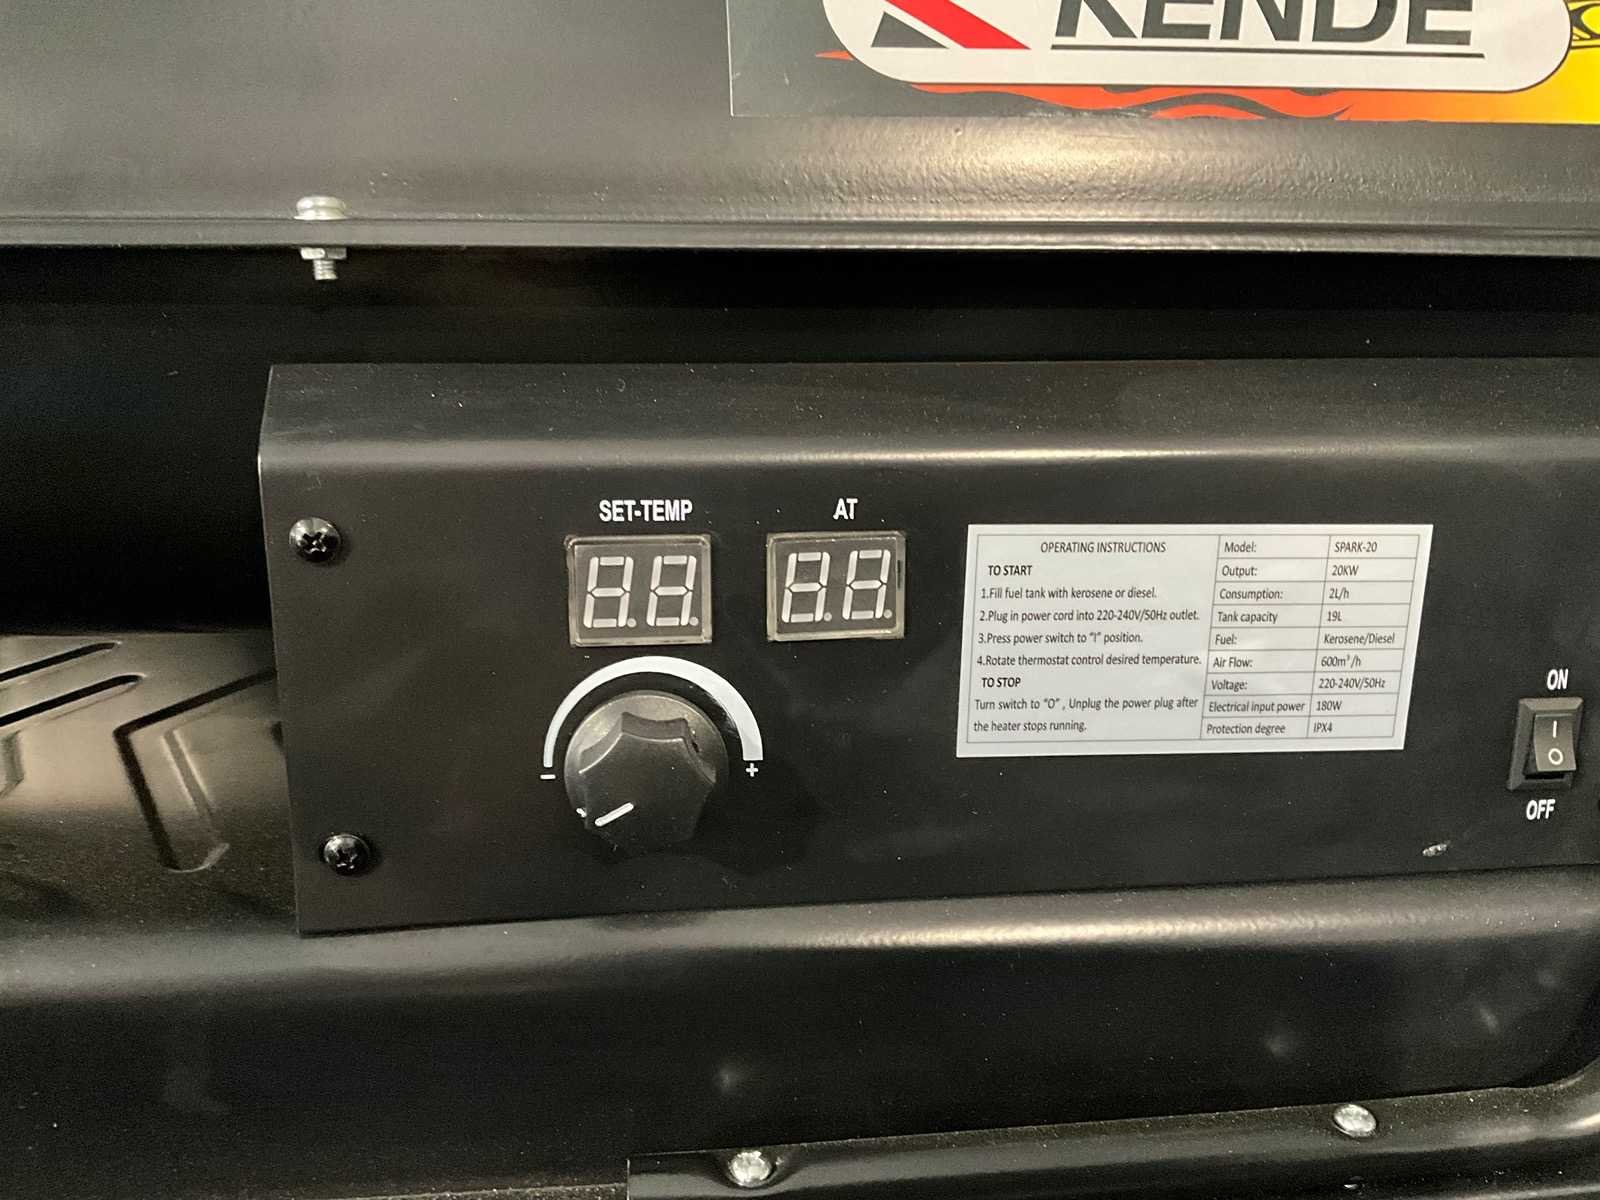 KENDE
SET-TEMP
AT
8.8.
8.8.
OPERATING INSTRUCTIONS
TO START
1.Fill fuel tank with kerosene or diesel.
2.Plug in power cord into 220-240V/50Hz outlet.
3.Press power switch to "I" position.
4.Rotate thermostat control desired temperature.
TO STOP
Turn switch to "O" , Unplug the power plug after
the heater stops running.
Model: SPARK-20
Output: 20KW
Consumption: 2L/h
Tank capacity 19L
Fuel: Kerosene/Diesel
Air Flow: 600m³/h
Voltage: 220-240V/50Hz
Electrical input power 180W
Protection degree IPX4
− +
ON
I
O
OFF